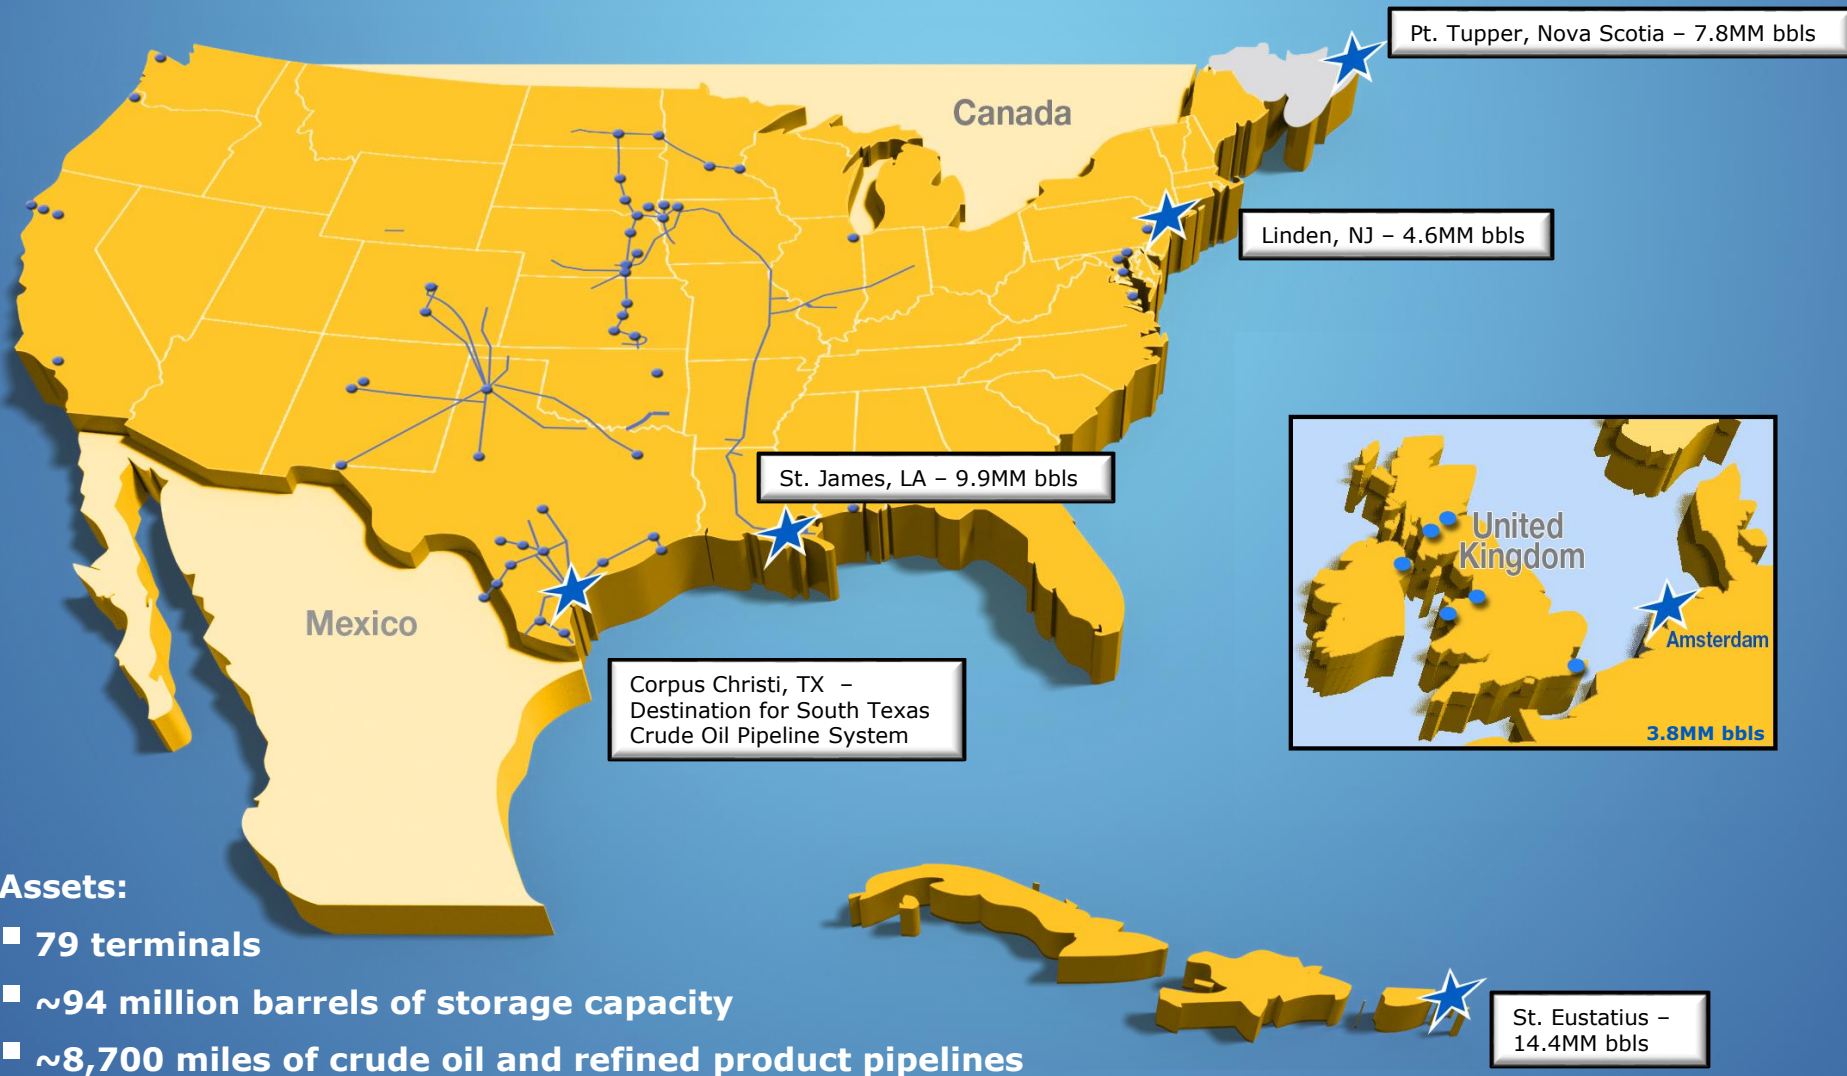 Pt. Tupper, Nova Scotia – 7.8MM bbls
Canada
Linden, NJ – 4.6MM bbls
St. James, LA – 9.9MM bbls
United
Kingdom
Amsterdam
3.8MM bbls
Mexico
Corpus Christi, TX –
Destination for South Texas
Crude Oil Pipeline System
Assets:
▪ 79 terminals
▪ ~94 million barrels of storage capacity
▪ ~8,700 miles of crude oil and refined product pipelines
St. Eustatius –
14.4MM bbls